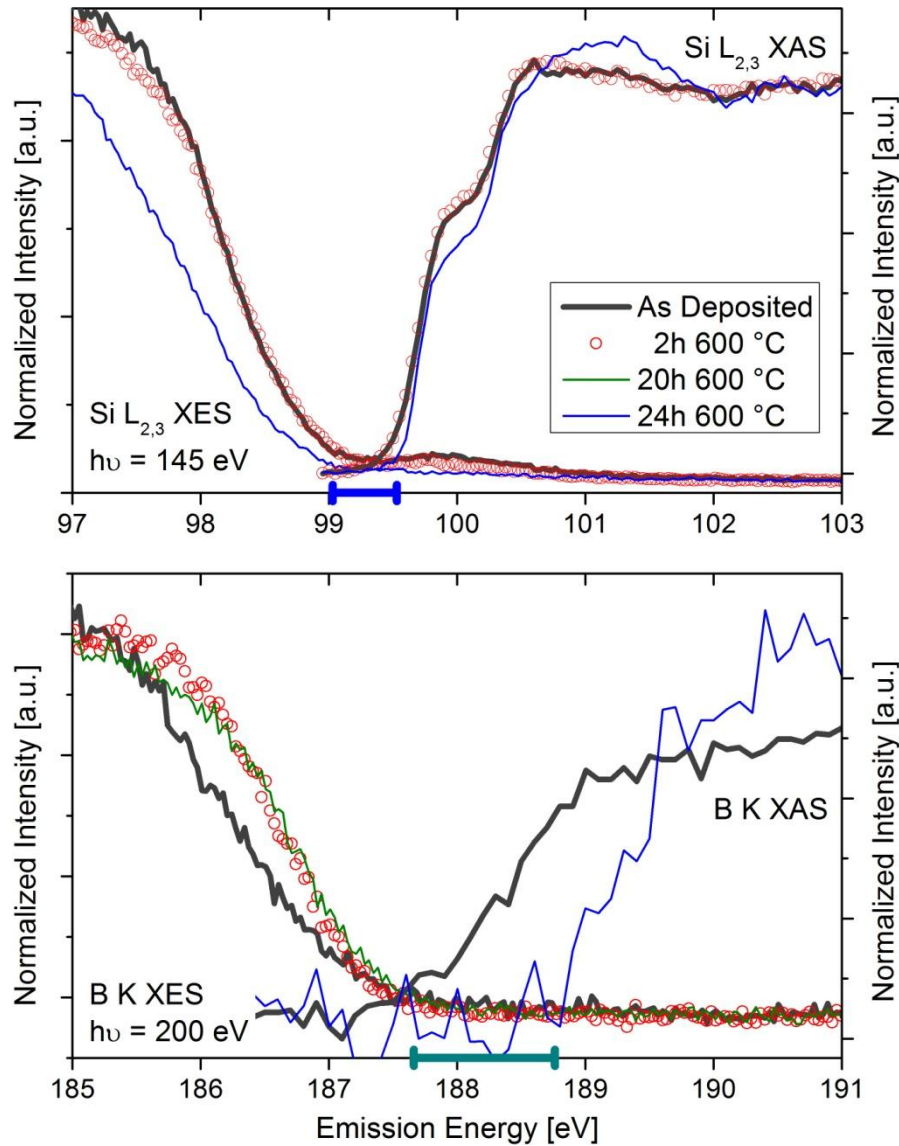 Si L2,3 XAS
Normalized Intensity [a.u.]
Normalized Intensity [a.u.]
As Deposited
2h 600 °C
20h 600 °C
24h 600 °C
Si L2,3 XES
hυ = 145 eV
97 98 99 100 101 102 103
Normalized Intensity [a.u.]
Normalized Intensity [a.u.]
B K XAS
B K XES
hυ = 200 eV
185 186 187 188 189 190 191
Emission Energy [eV]